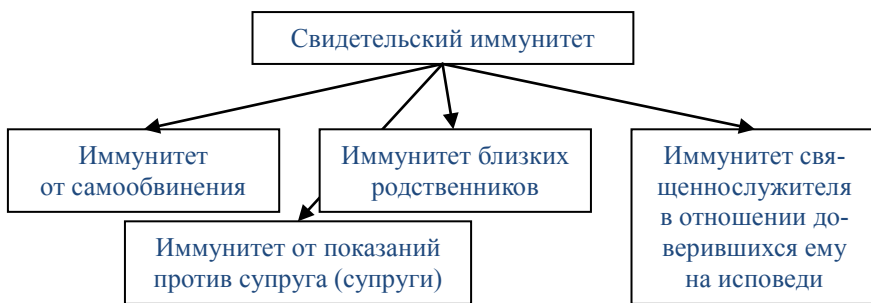 Свидетельский иммунитет
Иммунитет
от самообвинения
Иммунитет близких
родственников
Иммунитет свя-
щеннослужителя
в отношении до-
верившихся ему
на исповеди
Иммунитет от показаний
против супруга (супруги)